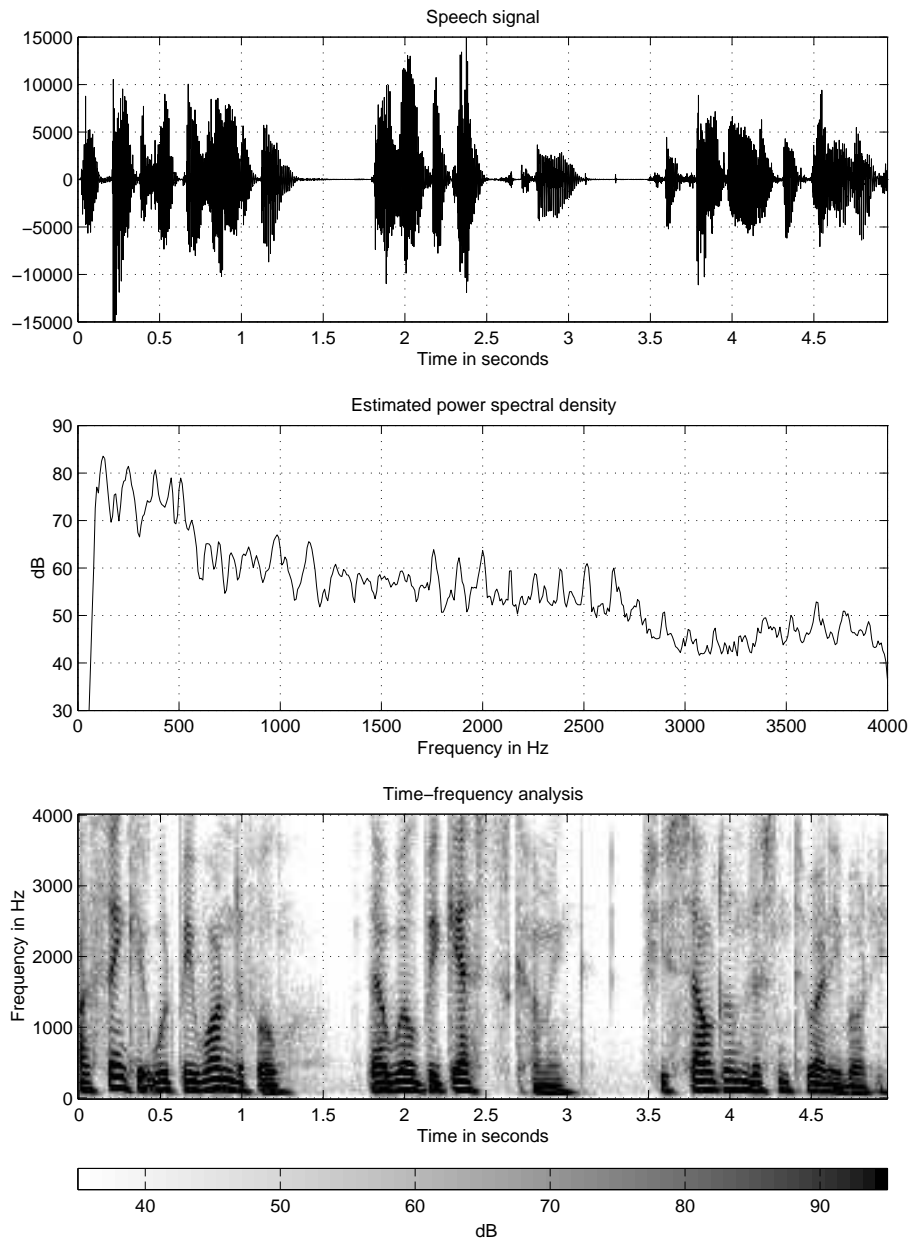 Speech signal
15000
10000
5000
0
−5000
−10000
−15000
0 0.5 1 1.5 2 2.5 3 3.5 4 4.5
Time in seconds
Estimated power spectral density
90
80
70
60
50
40
30
dB
0 500 1000 1500 2000 2500 3000 3500 4000
Frequency in Hz
Time−frequency analysis
4000
3000
2000
1000
0
Frequency in Hz
0 0.5 1 1.5 2 2.5 3 3.5 4 4.5
Time in seconds
40 50 60 70 80 90
dB